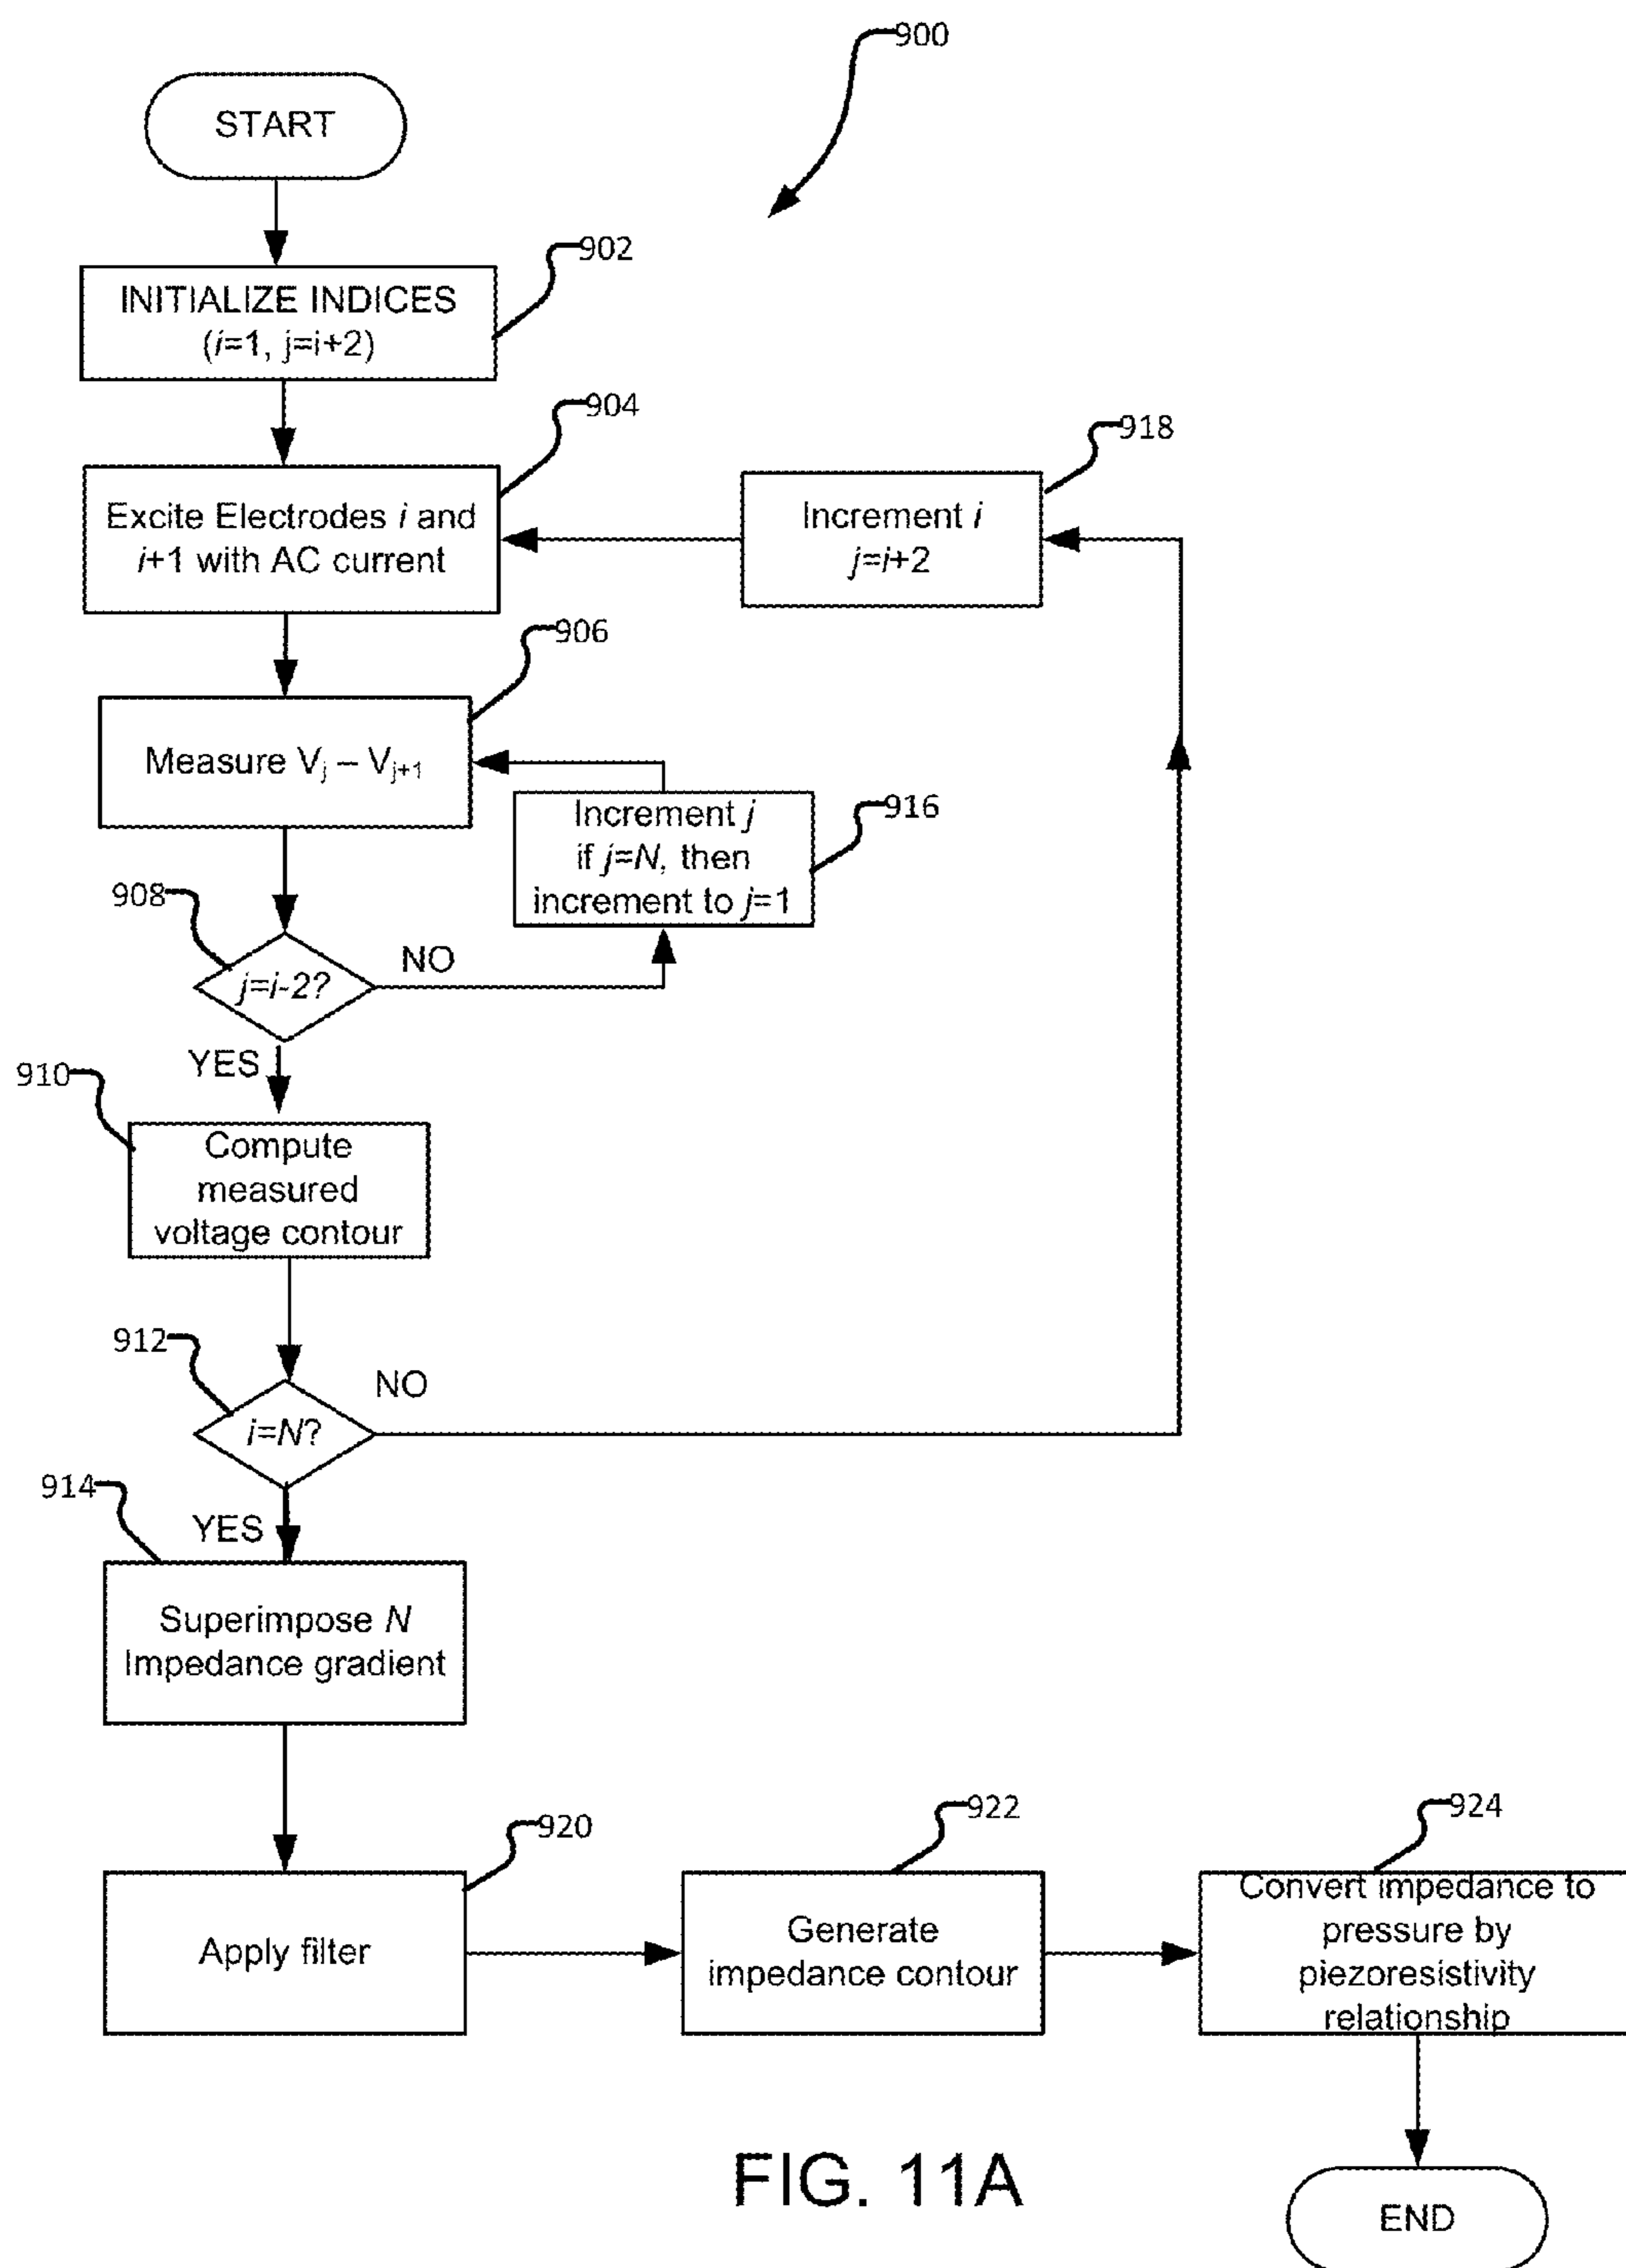 900
START
902
INITIALIZE INDICES
(i=1, j=i+2)
904
Excite Electrodes i and
i+1 with AC current
918
Increment i
j=i+2
906
Measure Vj – Vj+1
Increment j
if j=N, then
increment to j=1
916
908
j=i-2?
NO
YES
910
Compute
measured
voltage contour
912
i=N?
NO
914
YES
Superimpose N
Impedance gradient
920
Apply filter
922
Generate
impedance contour
924
Convert impedance to
pressure by
piezoresistivity
relationship
FIG. 11A
END